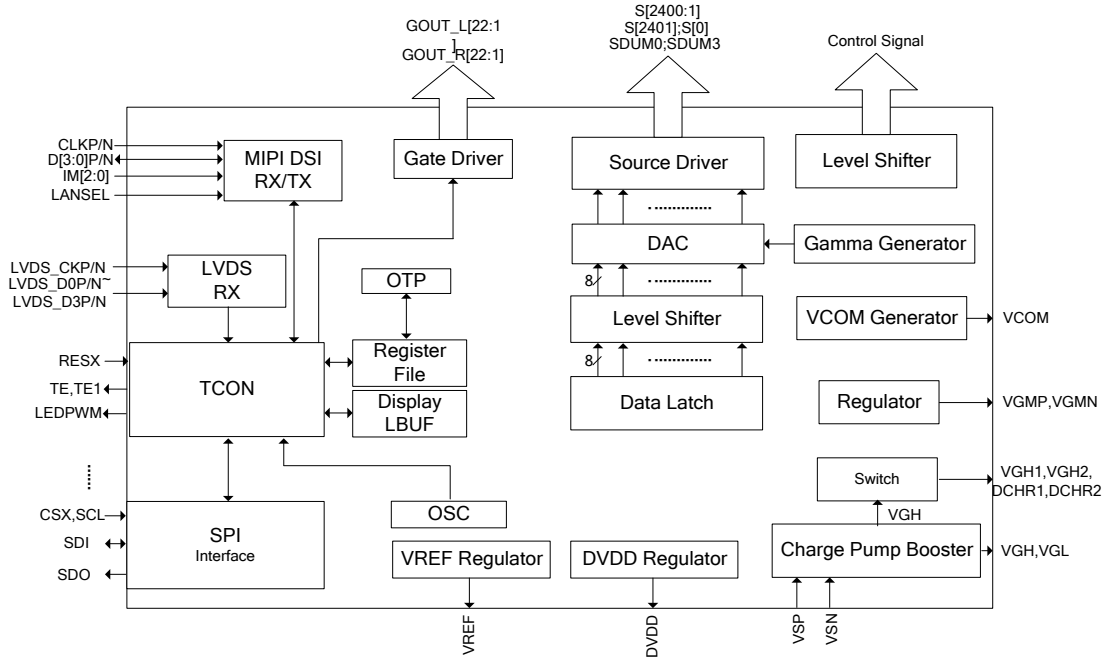 GOUT_L[22:1
]
GOUT_R[22:1]
S[2400:1]
S[2401];S[0]
SDUM0;SDUM3
Control Signal
CLKP/N
D[3:0]P/N
IM[2:0]
LANSEL
MIPI DSI
RX/TX
Gate Driver
Source Driver
Level Shifter
LVDS_CKP/N
LVDS_D0P/N~
LVDS_D3P/N
LVDS
RX
OTP
DAC
Gamma Generator
8
Level Shifter
VCOM Generator
VCOM
RESX
TE,TE1
LEDPWM
TCON
Register
File
Display
LBUF
8
Data Latch
Regulator
VGMP,VGMN
Switch
VGH1,VGH2,
DCHR1,DCHR2
VGH
CSX,SCL
SDI
SDO
SPI
Interface
OSC
VREF Regulator
DVDD Regulator
Charge Pump Booster
VGH,VGL
VREF
DVDD
VSP
VSN